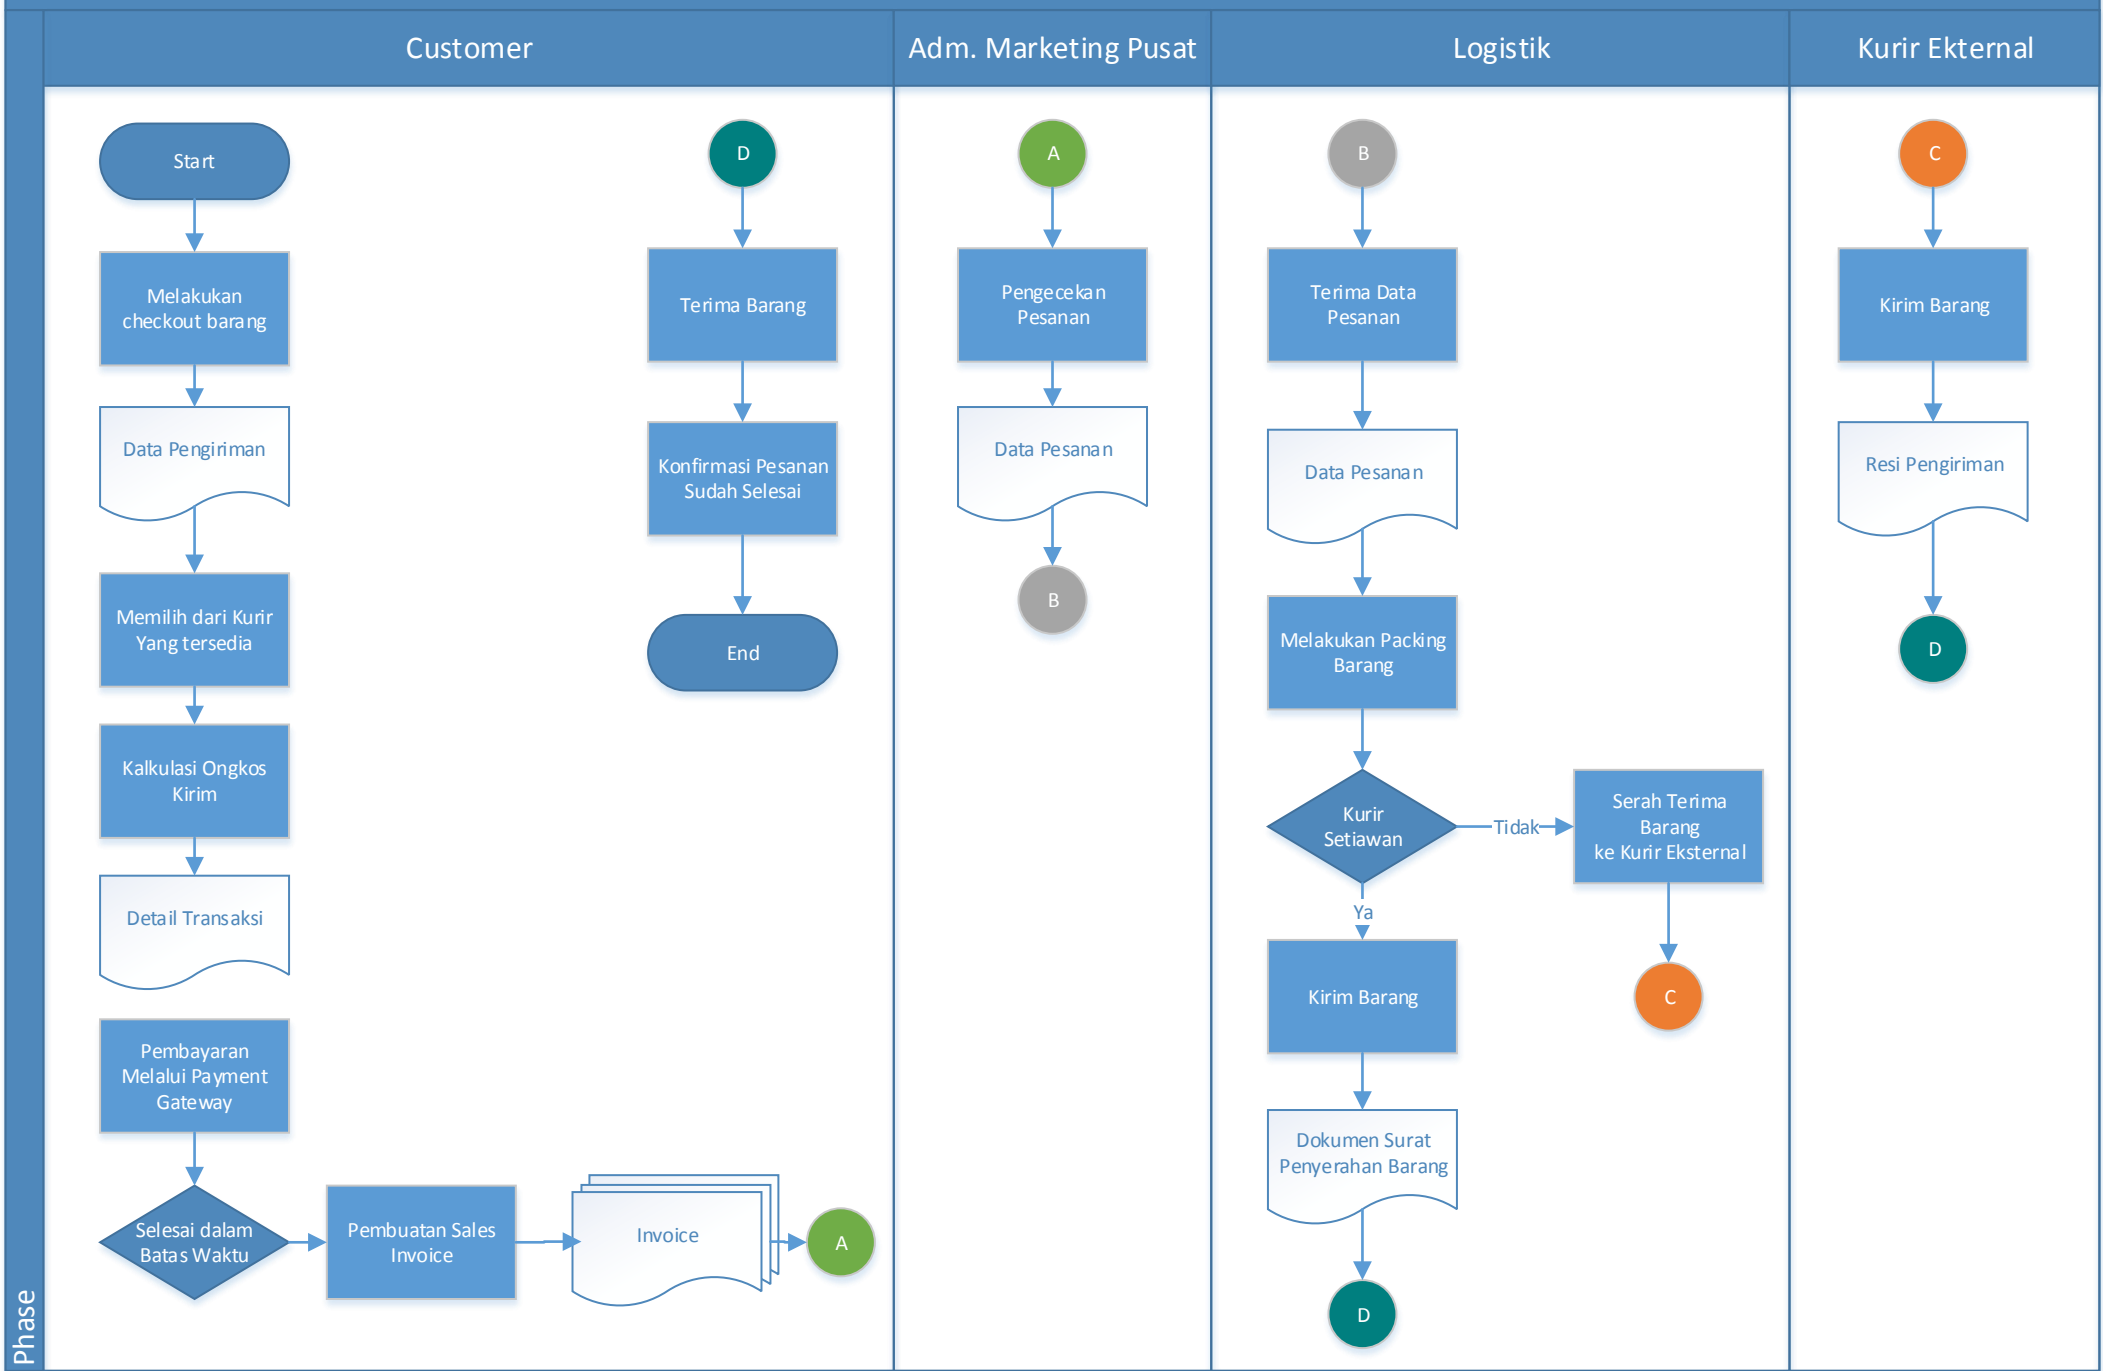 Customer
Adm. Marketing Pusat
Logistik
Kurir Ekternal
Phase
Start
Melakukan
checkout barang
Data Pengiriman
Memilih dari Kurir
Yang tersedia
Kalkulasi Ongkos
Kirim
Detail Transaksi
Pembayaran
Melalui Payment
Gateway
Selesai dalam
Batas Waktu
Pembuatan Sales
Invoice
Invoice
A
D
Terima Barang
Konfirmasi Pesanan
Sudah Selesai
End
A
Pengecekan
Pesanan
Data Pesanan
B
B
Terima Data
Pesanan
Data Pesanan
Melakukan Packing
Barang
Kurir
Setiawan
Tidak
Serah Terima
Barang
ke Kurir Eksternal
C
Ya
Kirim Barang
Dokumen Surat
Penyerahan Barang
D
C
Kirim Barang
Resi Pengiriman
D